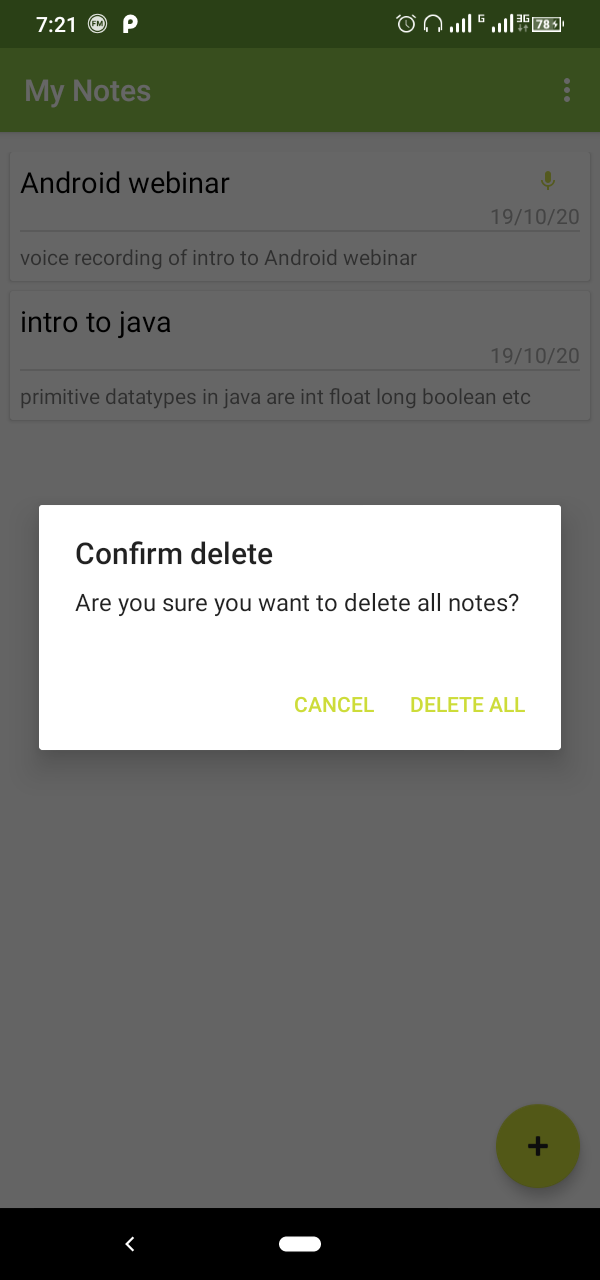 7:21 FM G 3G 78
My Notes
Android webinar
19/10/20
voice recording of intro to Android webinar
intro to java
19/10/20
primitive datatypes in java are int float long boolean etc
Confirm delete
Are you sure you want to delete all notes?
CANCEL DELETE ALL